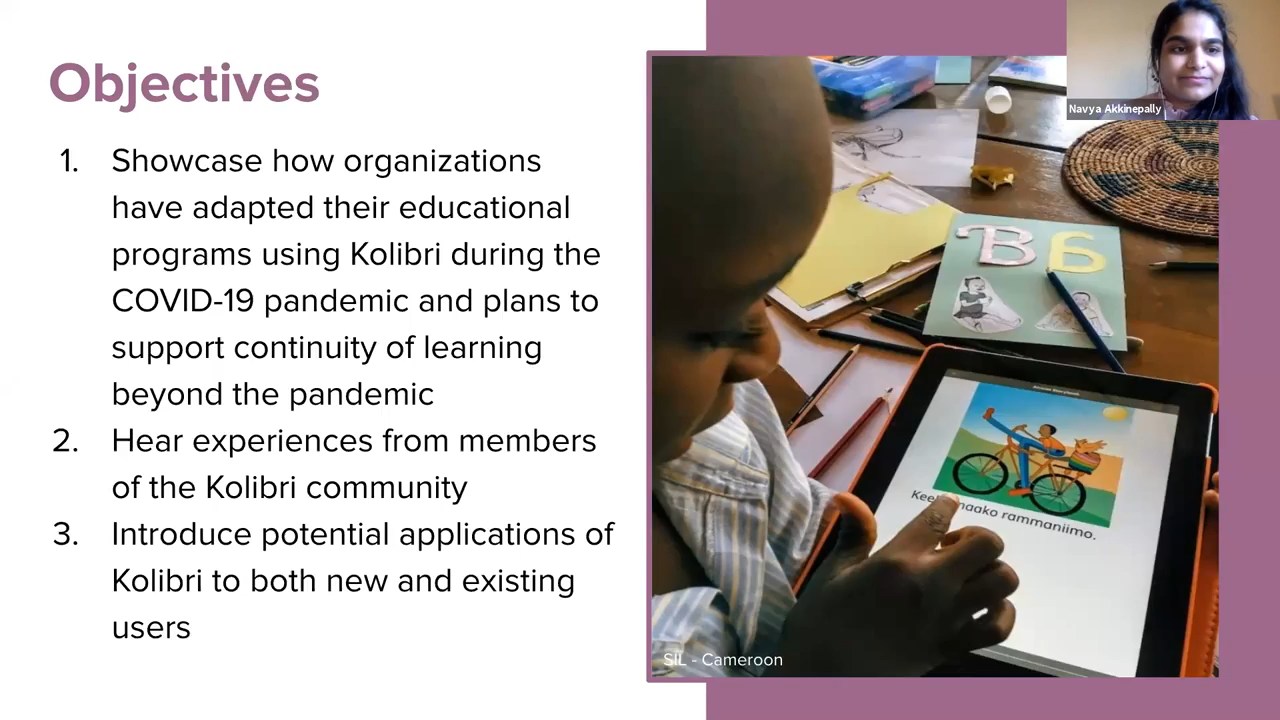 Objectives
1. Showcase how organizations
have adapted their educational
programs using Kolibri during the
COVID-19 pandemic and plans to
support continuity of learning
beyond the pandemic
2. Hear experiences from members
of the Kolibri community
3. Introduce potential applications of
Kolibri to both new and existing
users
Navya Akkinepally
B6
rammaniimo.
SIL - Cameroon